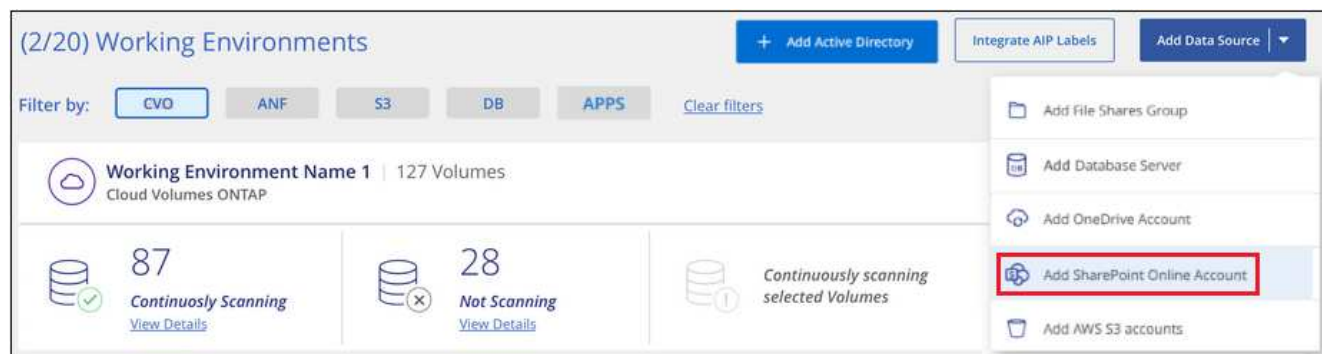 (2/20) Working Environments
+ Add Active Directory
Integrate AIP Labels
Add Data Source
Filter by:
CVO
ANF
S3
DB
APPS
Clear filters
Working Environment Name 1 | 127 Volumes
Cloud Volumes ONTAP
87
Continuosly Scanning
View Details
28
Not Scanning
View Details
Continuously scanning
selected Volumes
Add File Shares Group
DB
Add Database Server
Add OneDrive Account
S
Add SharePoint Online Account
Add AWS S3 accounts